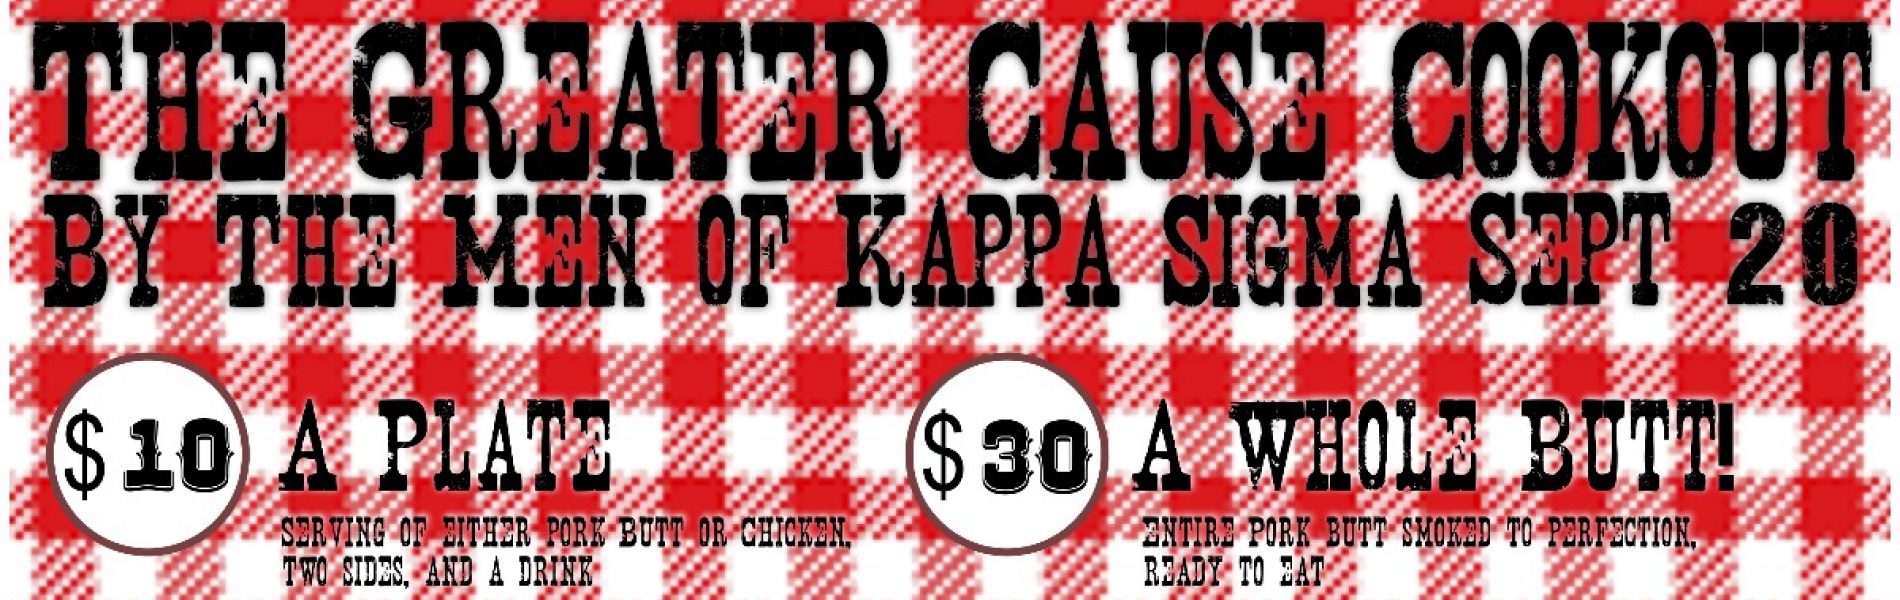 THE GREATER CAUSE COOKOUT
BY THE MEN OF KAPPA SIGMA SEPT 20
$10 A PLATE
SERVING OF EITHER PORK BUTT OR CHICKEN,
TWO SIDES, AND A DRINK
$30 A WHOLE BUTT!
ENTIRE PORK BUTT SMOKED TO PERFECTION,
READY TO EAT